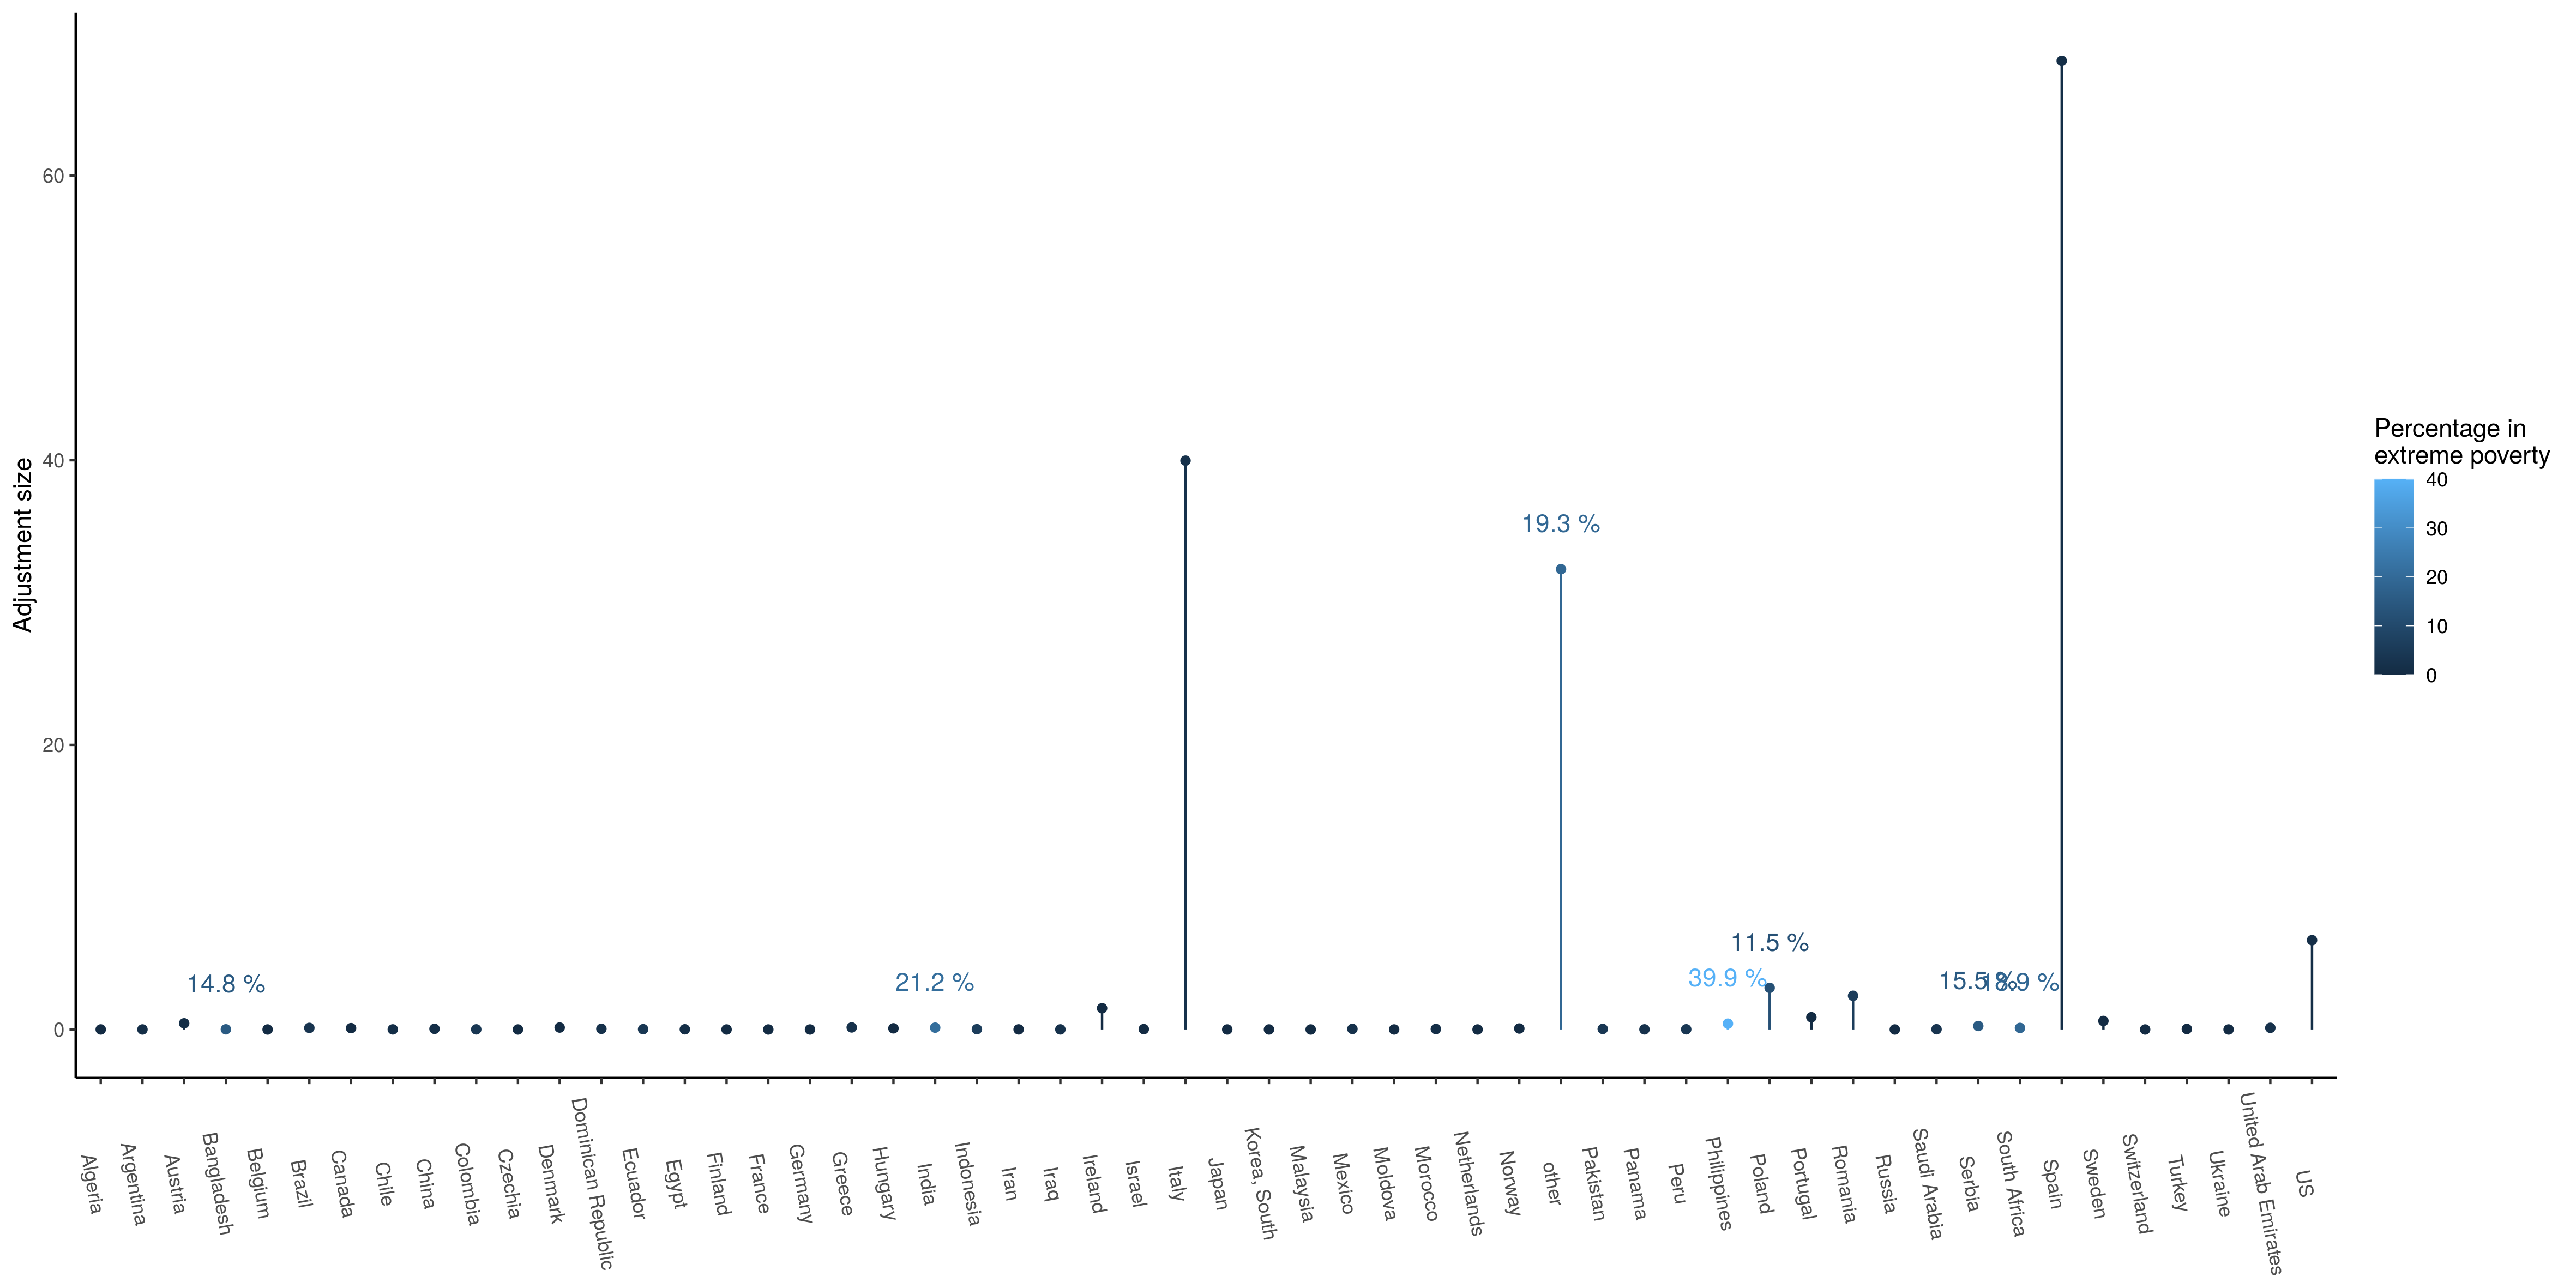 Adjustment size
60
40
20
0
19.3 %
11.5 %
39.9 %
14.8 %
21.2 %
15.5 %
18.9 %
Algeria
Argentina
Austria
Bangladesh
Belgium
Brazil
Canada
Chile
China
Colombia
Czechia
Denmark
Dominican Republic
Ecuador
Egypt
Finland
France
Germany
Greece
Hungary
India
Indonesia
Iran
Iraq
Ireland
Israel
Italy
Japan
Korea, South
Malaysia
Mexico
Moldova
Morocco
Netherlands
Norway
other
Pakistan
Panama
Peru
Philippines
Poland
Portugal
Romania
Russia
Saudi Arabia
Serbia
South Africa
Spain
Sweden
Switzerland
Turkey
Ukraine
United Arab Emirates
US
Percentage in
extreme poverty
40
30
20
10
0